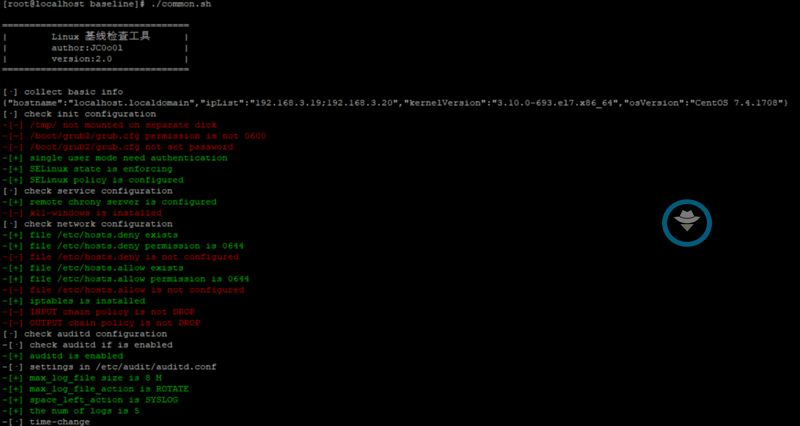 [root@localhost baseline]# ./common.sh
==================================
| Linux 基线检查工具 |
| author:JC0o0l |
| version:2.0 |
==================================
[·] collect basic info
{"hostname":"localhost.localdomain","ipList":"192.168.3.19;192.168.3.20","kernelVersion":"3.10.0-693.el7.x86_64","osVersion":"CentOS 7.4.1708"}
[·] check init configuration
-[-] /tmp/ not mounted on separate disk
-[-] /boot/grub2/grub.cfg permission is not 0600
-[-] /boot/grub2/grub.cfg not set password
-[+] single user mode need authentication
-[+] SELinux state is enforcing
-[+] SELinux policy is configured
[·] check service configuration
-[+] remote chrony server is configured
-[-] x11-windows is installed
[·] check network configuration
-[+] file /etc/hosts.deny exists
-[+] file /etc/hosts.deny permission is 0644
-[-] file /etc/hosts.deny is not configured
-[+] file /etc/hosts.allow exists
-[+] file /etc/hosts.allow permission is 0644
-[-] file /etc/hosts.allow is not configured
-[+] iptables is installed
-[-] INPUT chain policy is not DROP
-[-] OUTPUT chain policy is not DROP
[·] check auditd configuration
-[·] check auditd if is enabled
-[+] auditd is enabled
-[·] settings in /etc/audit/auditd.conf
-[+] max_log_file size is 8 M
-[+] max_log_file_action is ROTATE
-[+] space_left_action is SYSLOG
-[+] the num of logs is 5
-[·] time-change